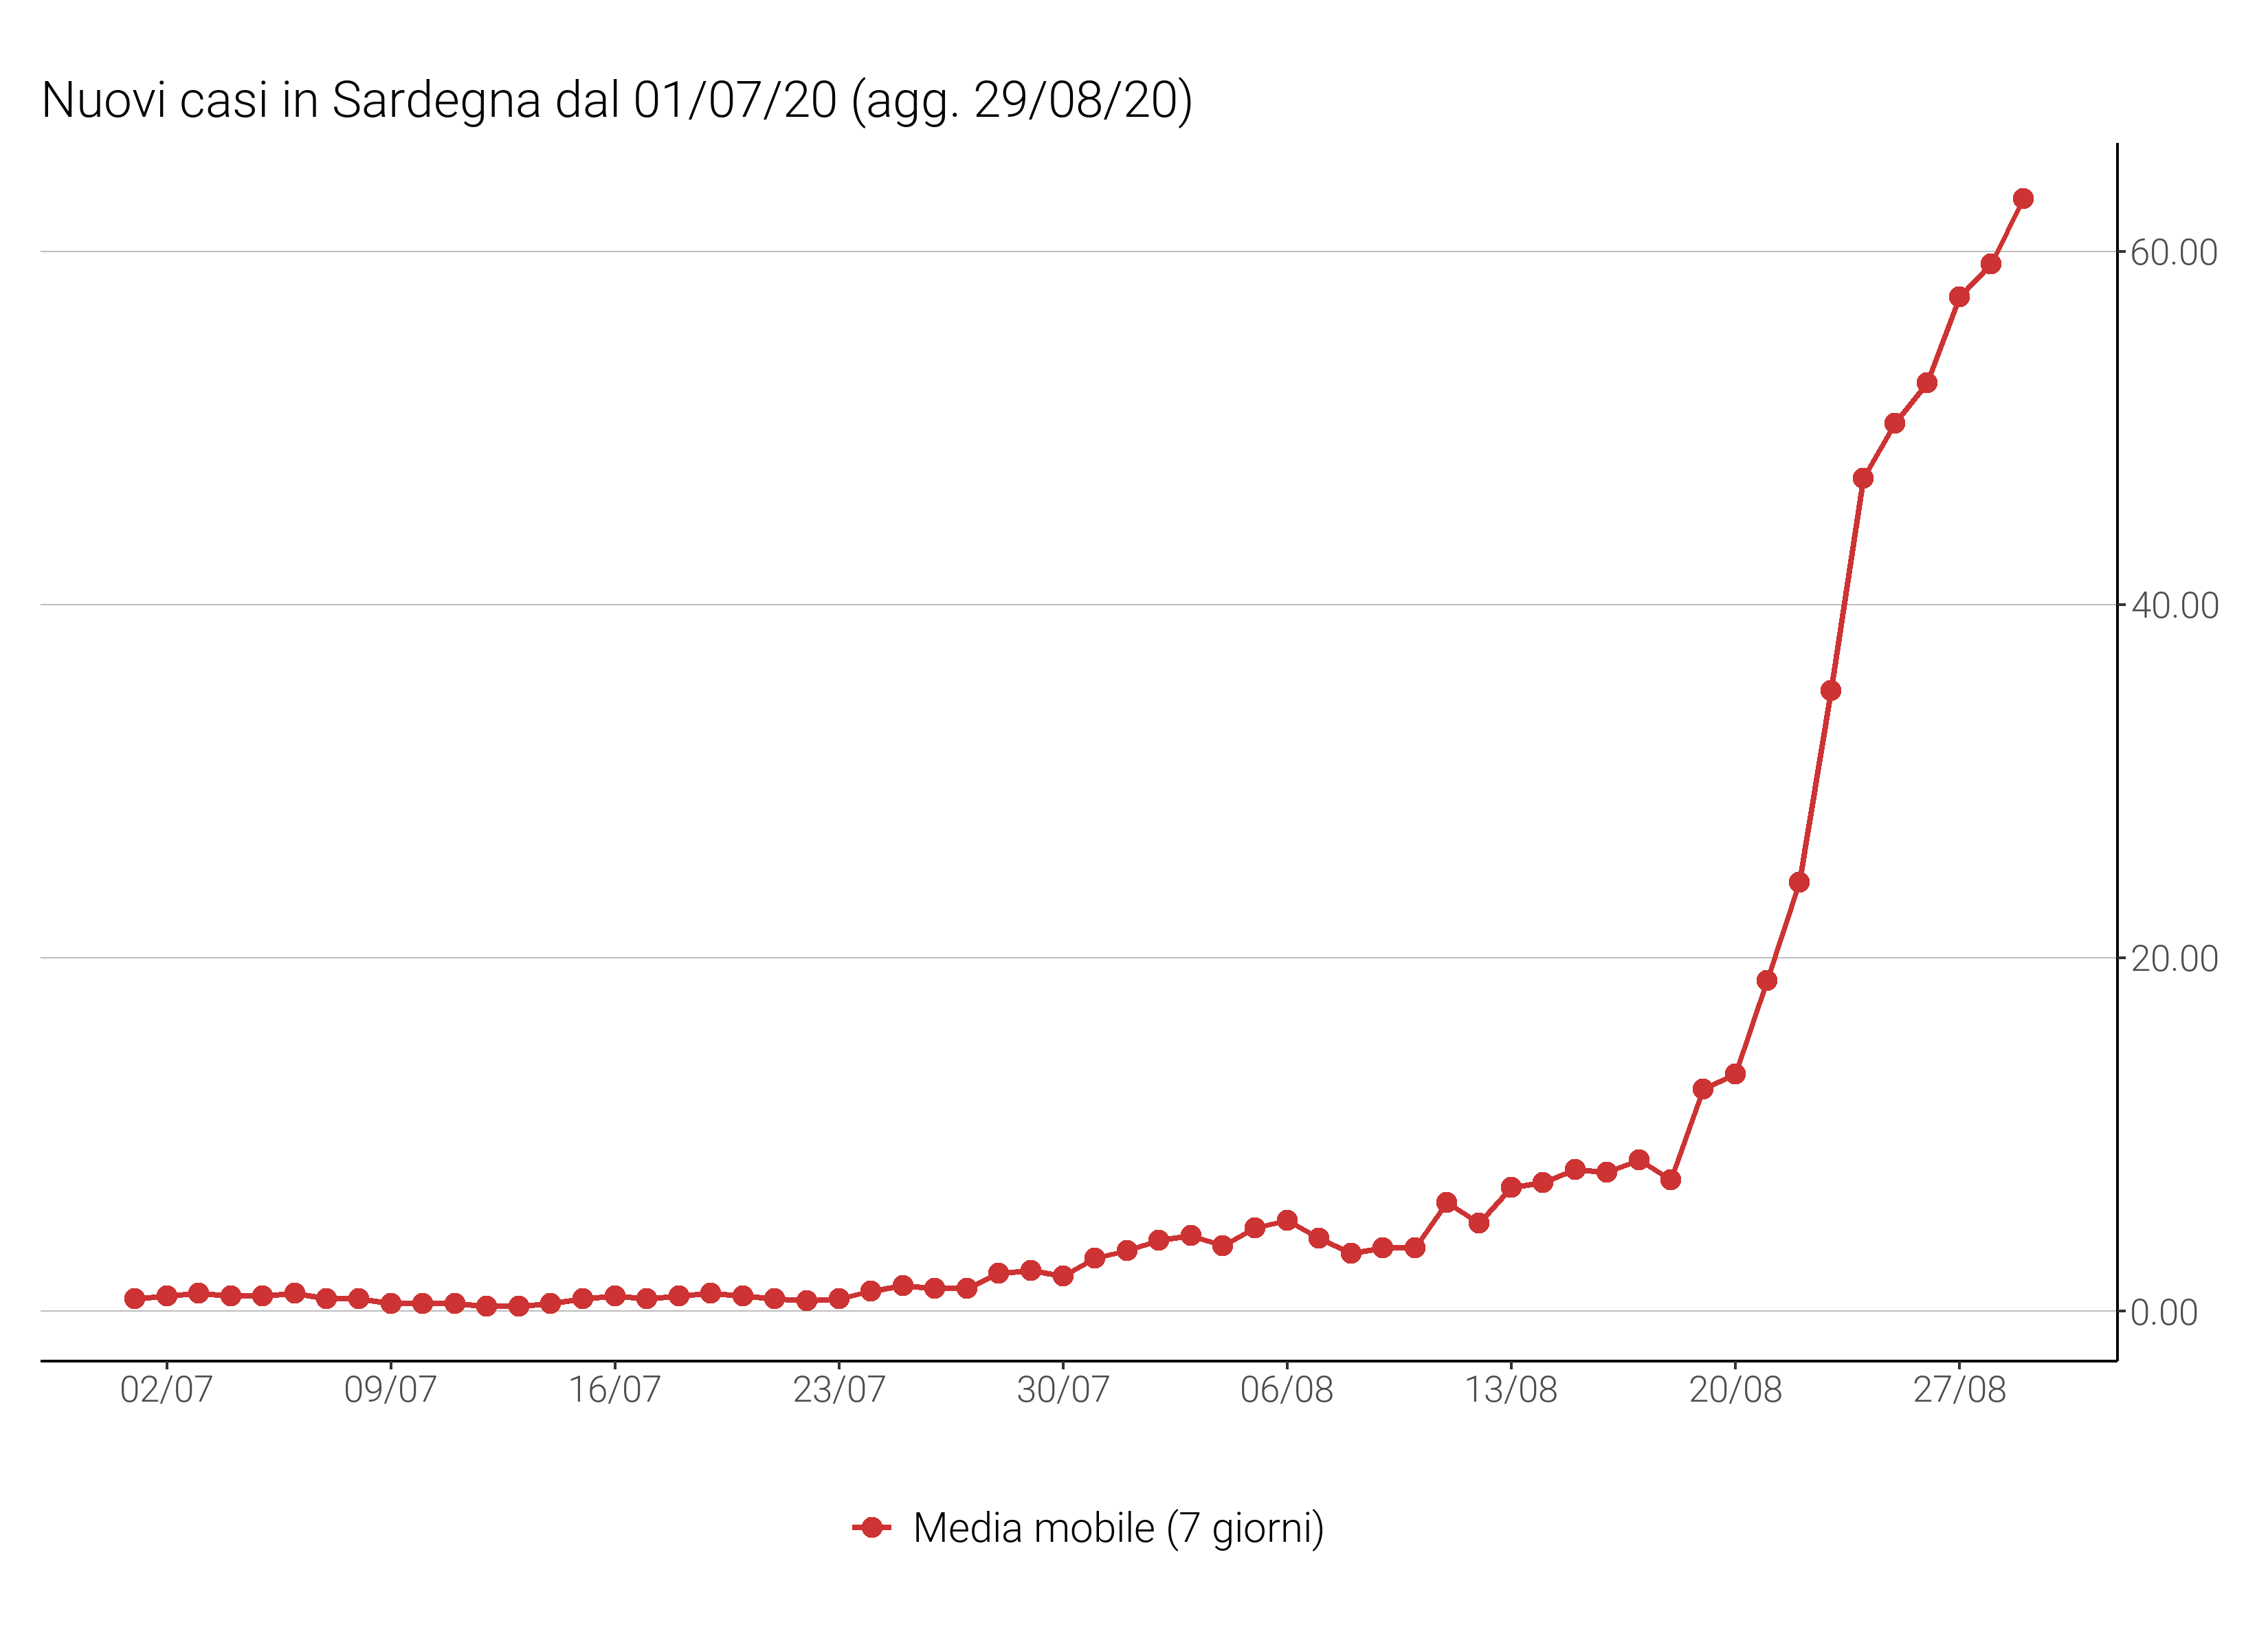 Nuovi casi in Sardegna dal 01/07/20 (agg. 29/08/20)
60.00
40.00
20.00
0.00
02/07 09/07 16/07 23/07 30/07 06/08 13/08 20/08 27/08
Media mobile (7 giorni)